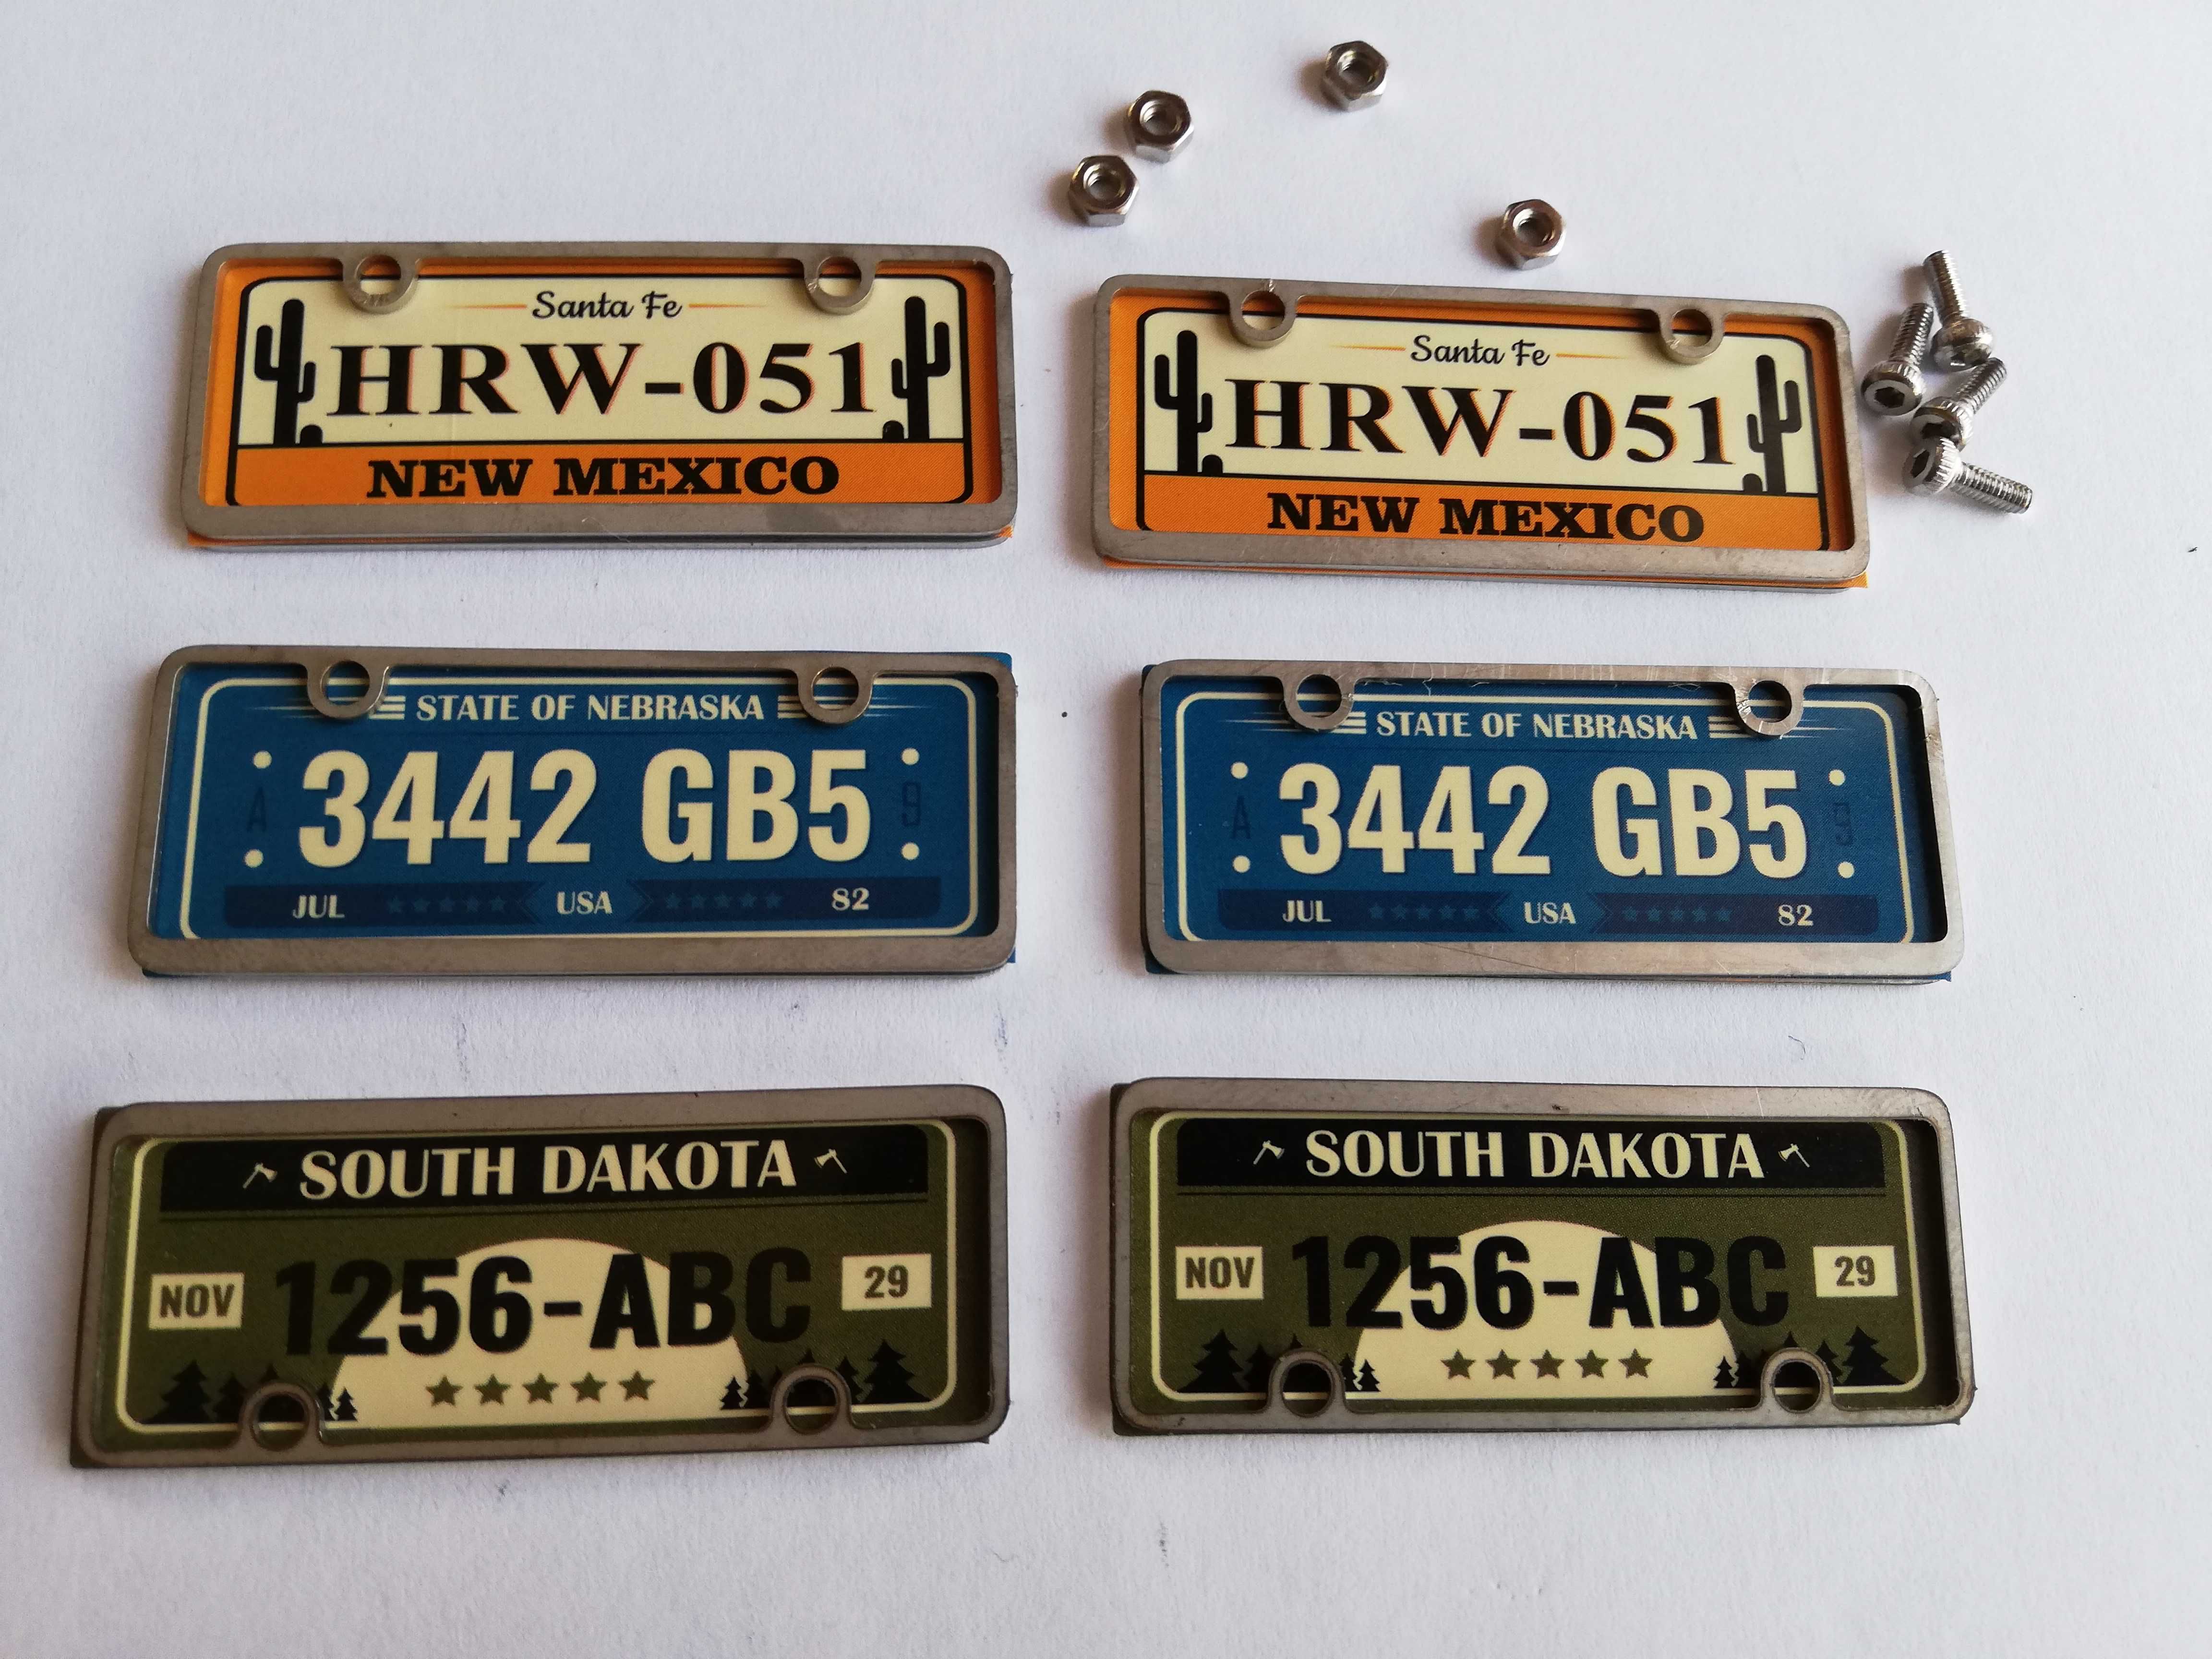 Santa Fe
HRW-051
NEW MEXICO
Santa Fe
HRW-051
NEW MEXICO
STATE OF NEBRASKA
A 3442 GB5 9
JUL USA 82
STATE OF NEBRASKA
A 3442 GB5 9
JUL USA 82
SOUTH DAKOTA
NOV 1256-ABC 29
SOUTH DAKOTA
NOV 1256-ABC 29